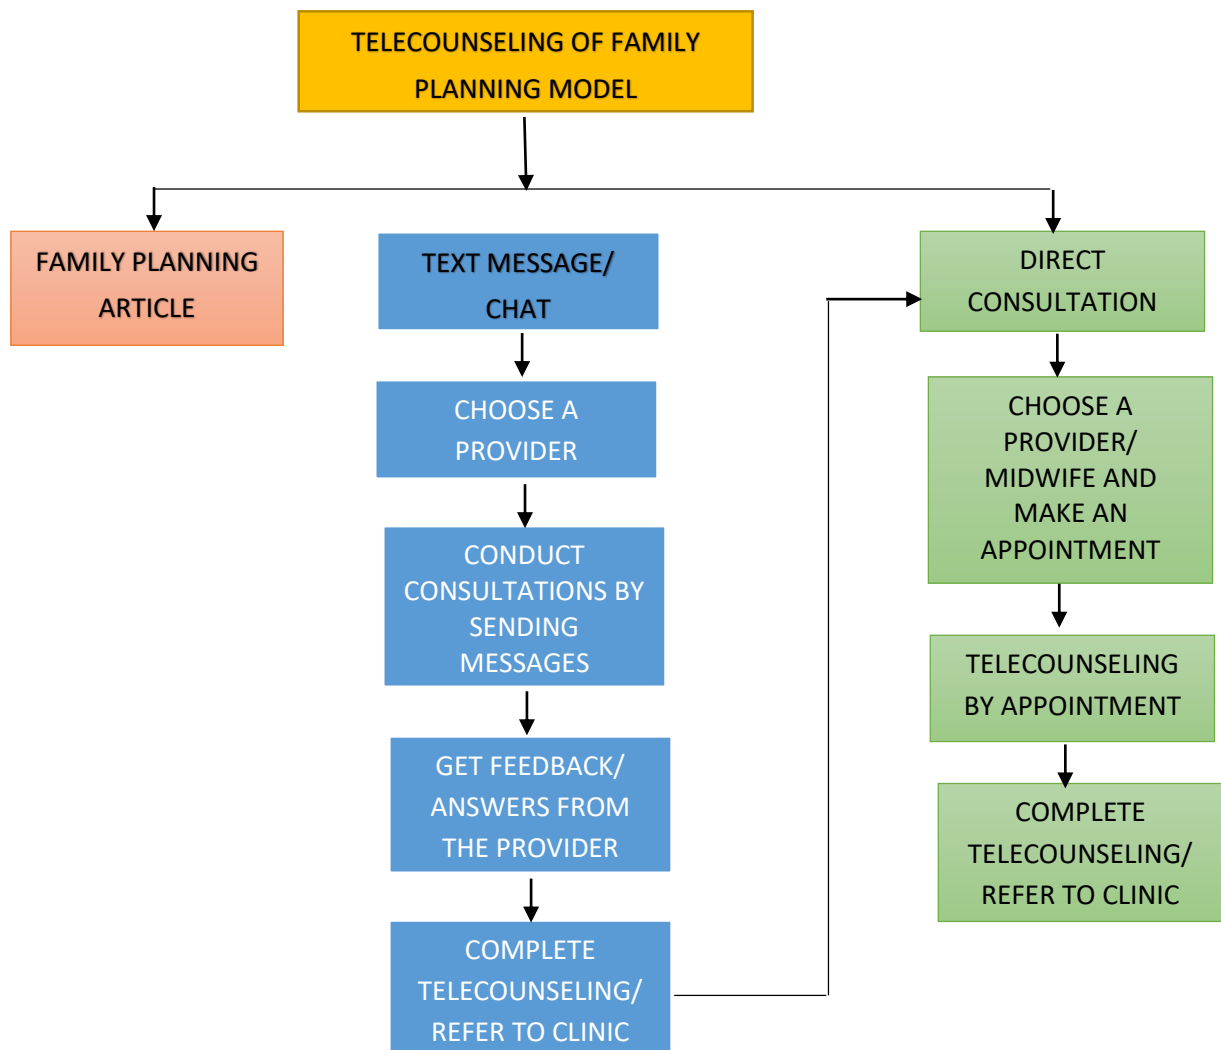 TELECOUNSELING OF FAMILY
PLANNING MODEL
FAMILY PLANNING
ARTICLE
TEXT MESSAGE/
CHAT
CHOOSE A
PROVIDER
CONDUCT
CONSULTATIONS BY
SENDING
MESSAGES
GET FEEDBACK/
ANSWERS FROM
THE PROVIDER
COMPLETE
TELECOUNSELING/
REFER TO CLINIC
DIRECT
CONSULTATION
CHOOSE A
PROVIDER/
MIDWIFE AND
MAKE AN
APPOINTMENT
TELECOUNSELING
BY APPOINTMENT
COMPLETE
TELECOUNSELING/
REFER TO CLINIC